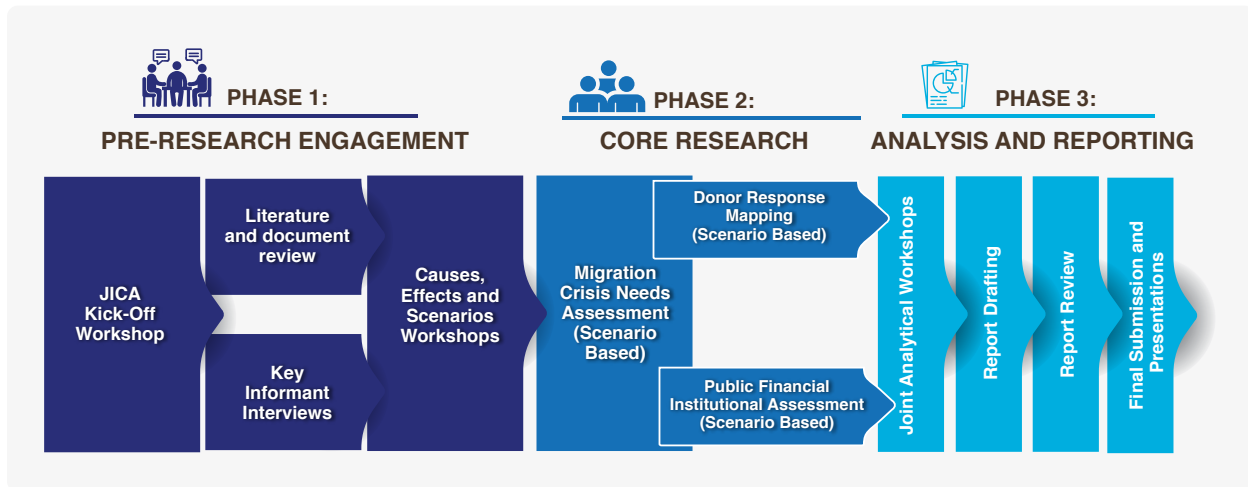 PHASE 1:
PRE-RESEARCH ENGAGEMENT
JICA
Kick-Off
Workshop
Literature
and document
review
Key
Informant
Interviews
Causes,
Effects and
Scenarios
Workshops
PHASE 2:
CORE RESEARCH
Migration
Crisis Needs
Assessment
(Scenario
Based)
Donor Response
Mapping
(Scenario Based)
Public Financial
Institutional Assessment
(Scenario Based)
PHASE 3:
ANALYSIS AND REPORTING
Joint Analytical Workshops
Report Drafting
Report Review
Final Submission and
Presentations